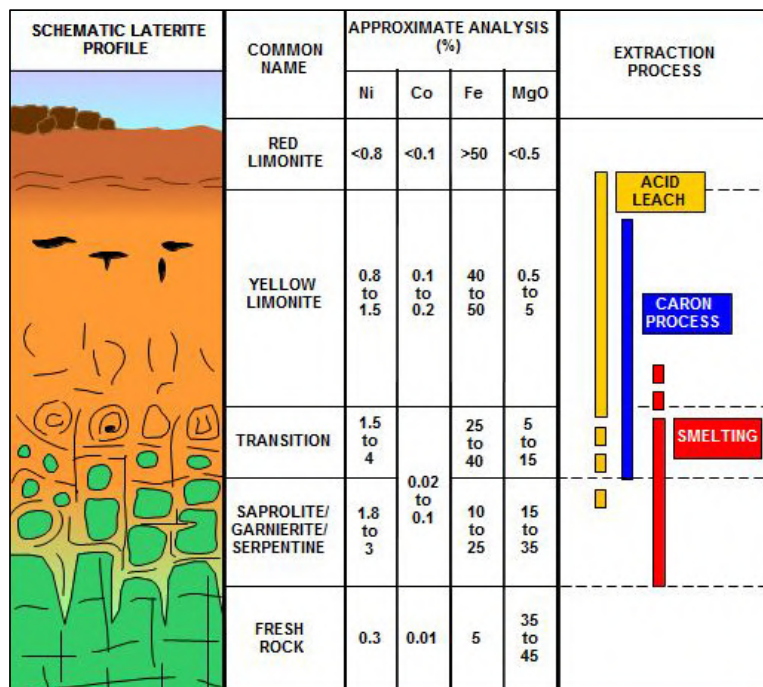 SCHEMATIC LATERITE
PROFILE
COMMON
NAME
APPROXIMATE ANALYSIS
(%)
Ni
Co
Fe
MgO
EXTRACTION
PROCESS
RED
LIMONITE
<0.8
<0.1
>50
<0.5
YELLOW
LIMONITE
0.8
to
1.5
0.1
to
0.2
40
to
50
0.5
to
5
TRANSITION
1.5
to
4
0.02
to
0.1
25
to
40
5
to
15
SAPROLITE/
GARNIERITE/
SERPENTINE
1.8
to
3
10
to
25
15
to
35
FRESH
ROCK
0.3
0.01
5
35
to
45
ACID
LEACH
CARON
PROCESS
SMELTING